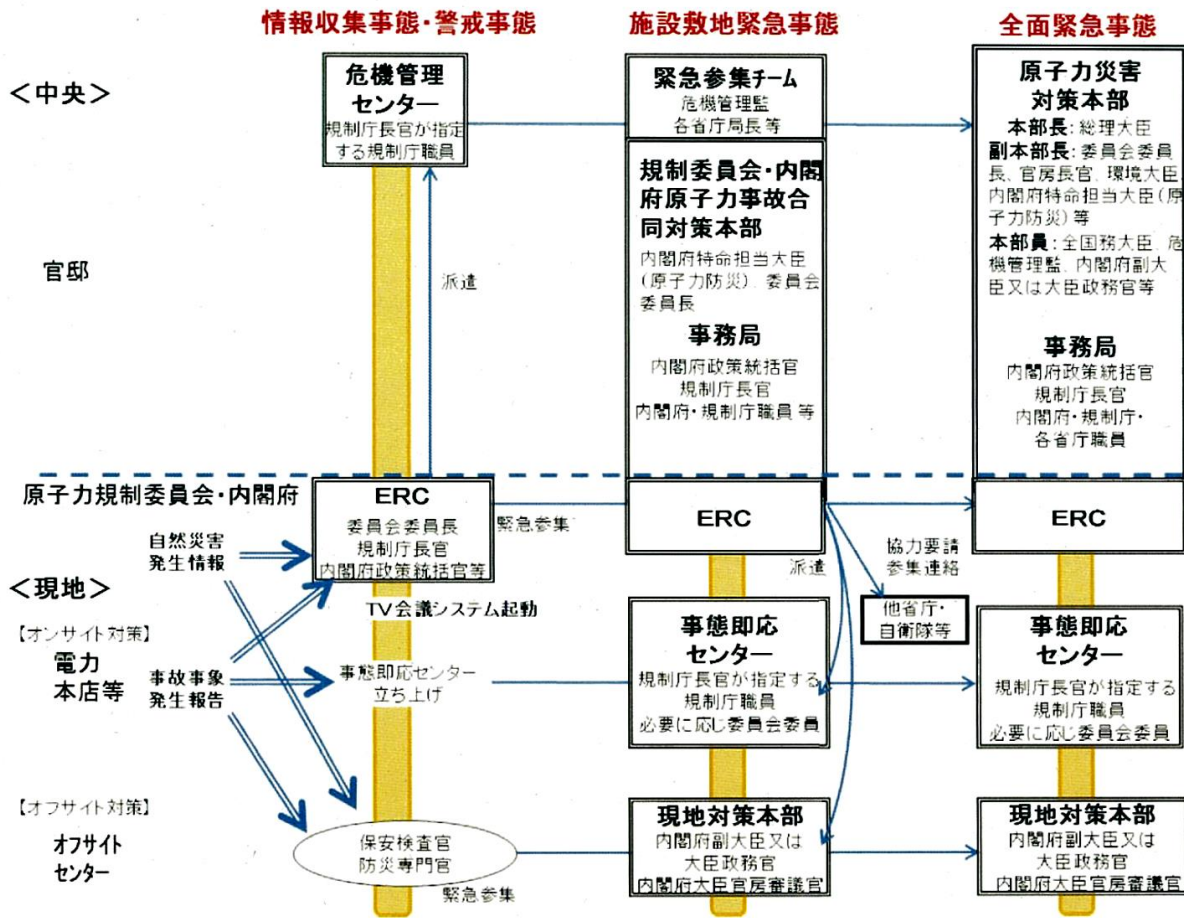 情報収集事態・警戒事態
施設敷地緊急事態
全面緊急事態
＜中央＞
官邸
危機管理
センター
規制庁長官が指定
する規制庁職員
派遣
緊急参集チーム
危機管理監
各省庁局長等
規制委員会・内閣
府原子力事故合
同対策本部
内閣府特命担当大臣
（原子力防災）、委員会
委員長
事務局
内閣府政策統括官
規制庁長官
内閣府・規制庁職員等
原子力災害
対策本部
本部長：総理大臣
副本部長：委員会委員
長、官房長官、環境大臣、
内閣府特命担当大臣（原
子力防災）等
本部員：全国務大臣、危
機管理監、内閣府副大
臣又は大臣政務官等
事務局
内閣府政策統括官
規制庁長官
内閣府・規制庁・
各省庁職員
原子力規制委員会・内閣府
ERC
委員会委員長
規制庁長官
内閣府政策統括官等
緊急参集
ERC
ERC
自然災害
発生情報
＜現地＞
TV会議システム起動
派遣
協力要請
参集連絡
他省庁・
自衛隊等
【オンサイト対策】
電力
本店等
事故事象
発生報告
事態即応センター
立ち上げ
事態即応
センター
規制庁長官が指定する
規制庁職員
必要に応じ委員会委員
事態即応
センター
規制庁長官が指定する
規制庁職員
必要に応じ委員会委員
【オフサイト対策】
オフサイト
センター
保安検査官
防災専門官
緊急参集
現地対策本部
内閣府副大臣又は
大臣政務官
内閣府大臣官房審議官
現地対策本部
内閣府副大臣又は
大臣政務官
内閣府大臣官房審議官